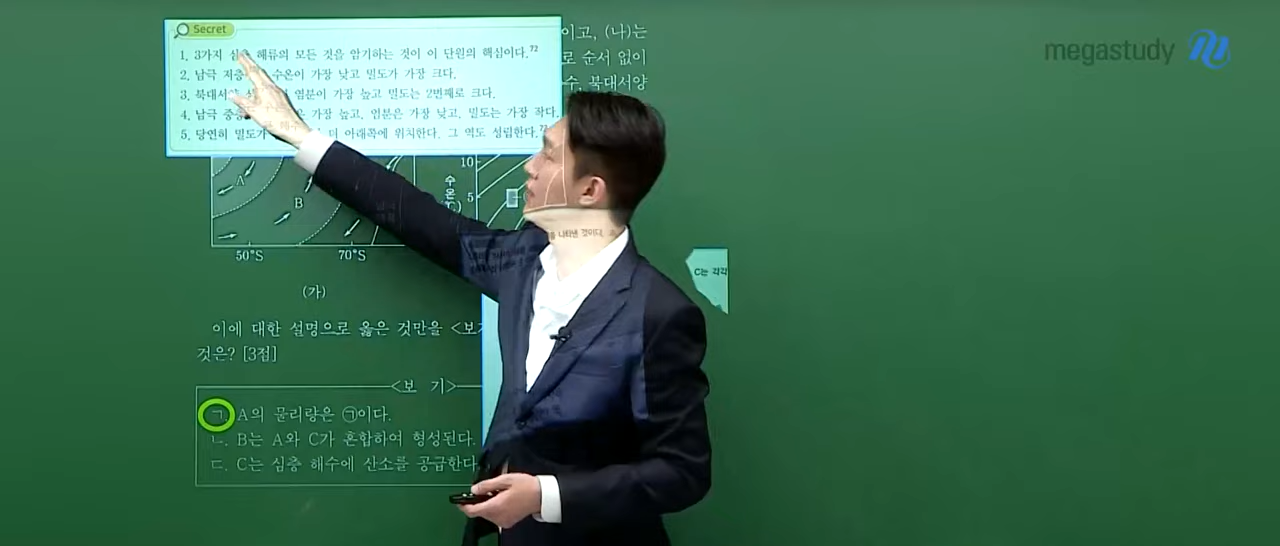 Secret
1. 3가지 심층 해류의 모든 것을 암기하는 것이 이 단원의 핵심이다.72
2. 남극 저층 수온이 가장 낮고 밀도가 가장 크다.
3. 북대서양 염분이 가장 높고 밀도는 2번째로 크다.
4. 남극 중층 가장 높고, 염분은 가장 낮고, 밀도는 가장 작다.
5. 당연히 밀도가 더 아래쪽에 위치한다. 그 역도 성립한다.
이고, (나)는
로 순서 없이
수, 북대서양
megastudy
A
B
50°S
70°S
(가)
10
5
수온(℃)
을 나타낸 것이다.
C는 각각
이에 대한 설명으로 옳은 것만을 <보
것은? [3점]
<보 기>
ㄱ. A의 물리량은 ㉠이다.
ㄴ. B는 A와 C가 혼합하여 형성된다.
ㄷ. C는 심층 해수에 산소를 공급한다.